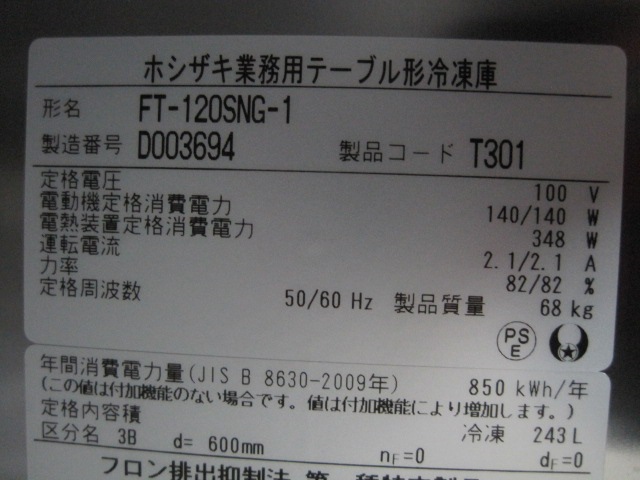 ホシザキ業務用テーブル形冷凍庫
形名 FT-120SNG-1
製造番号 D003694 製品コード T301
定格電圧 100 V
電動機定格消費電力 140/140 W
電熱装置定格消費電力 348 W
運転電流 2.1/2.1 A
力率 82/82 %
定格周波数 50/60 Hz 製品質量 68 kg
PS E
年間消費電力量(JIS B 8630-2009年) 850 kWh/年
(この値は付加機能のない場合です。値は付加機能により増加します。)
定格内容積 冷凍 243L
区分名 3B d= 600mm nF=0 dF=0
フロン排出抑制法 第一種特定製品